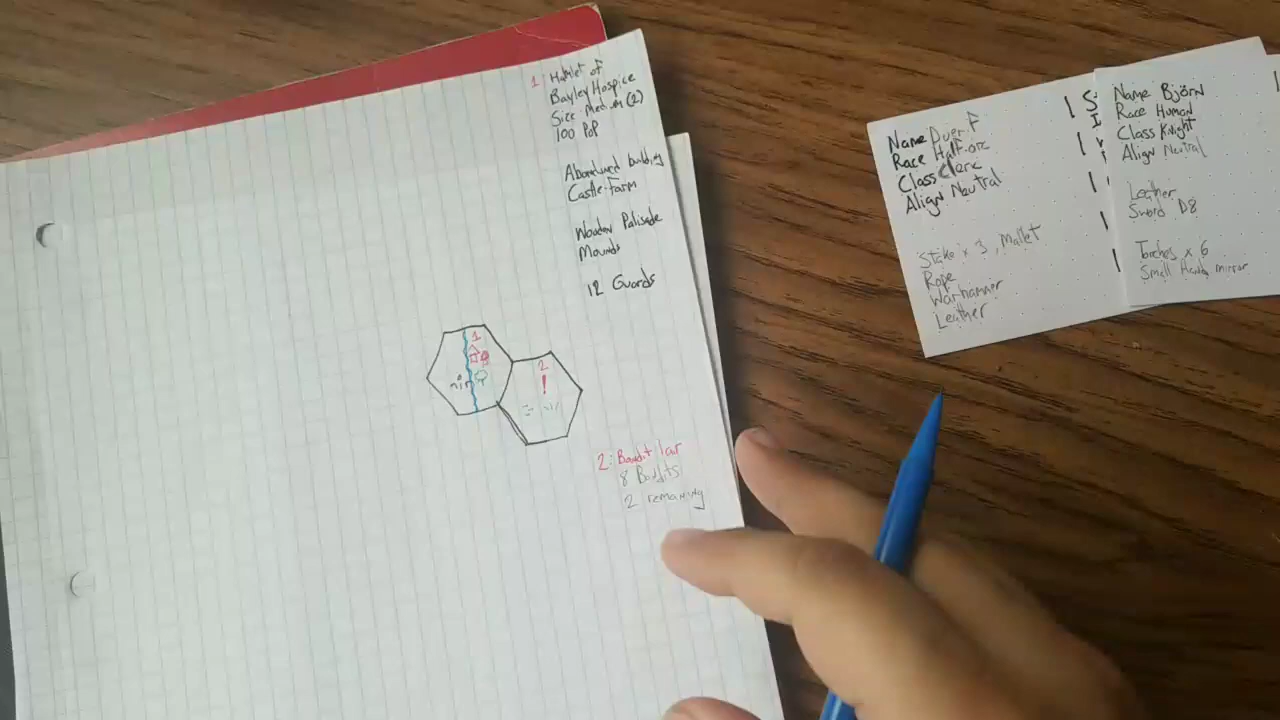 1: Hamlet of
Bayley Hospice
Size Medium (2)
100 Pop
Abandoned building
Castle-Farm
Wooden Palisade
Mounds
12 Guards
1
2
!
2: Bandit lair
8 Bandits
2 remaining
Name
Race Half-orc
Class Cleric
Align Neutral
Stake x 3, Mallet
Rope
Warhammer
Leather
Name Björn
Race Human
Class Knight
Align Neutral
Leather
Sword D8
Torches x 6
Small Hand mirror